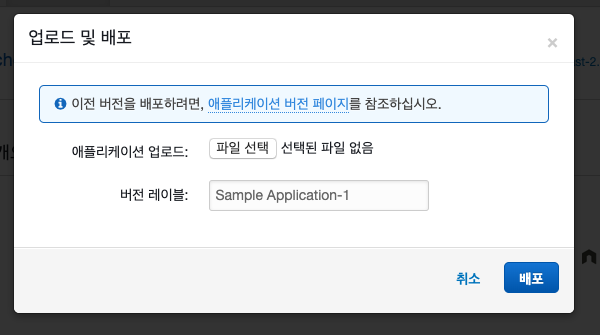 업로드 및 배포
×
ch
st-2.
이전 버전을 배포하려면, 애플리케이션 버전 페이지를 참조하십시오.
애플리케이션 업로드: 파일 선택 선택된 파일 없음
버전 레이블: Sample Application-1
취소 배포